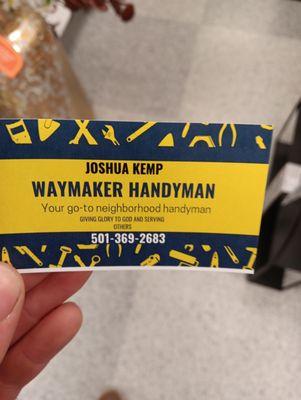 JOSHUA KEMP
WAYMAKER HANDYMAN
Your go-to neighborhood handyman
GIVING GLORY TO GOD AND SERVING
OTHERS
501-369-2683